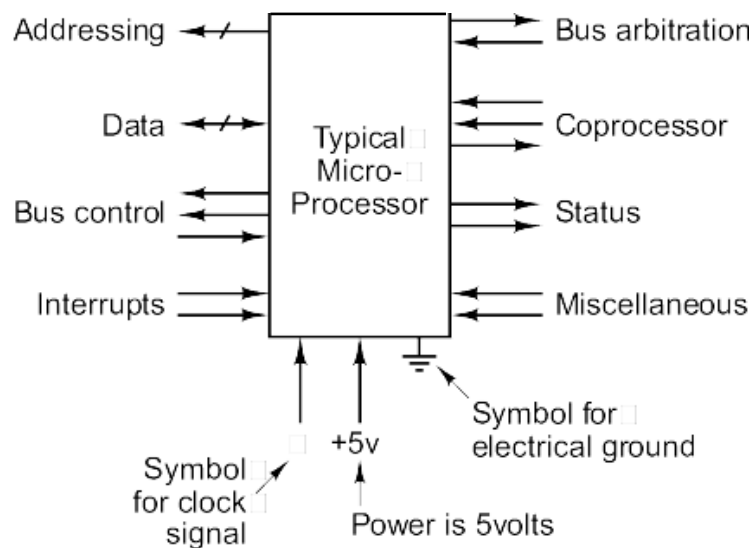 Addressing
Bus arbitration
Data
Typical
Micro-
Processor
Coprocessor
Bus control
Status
Interrupts
Miscellaneous
+5v
Symbol for
electrical ground
Symbol
for clock
signal
Power is 5volts